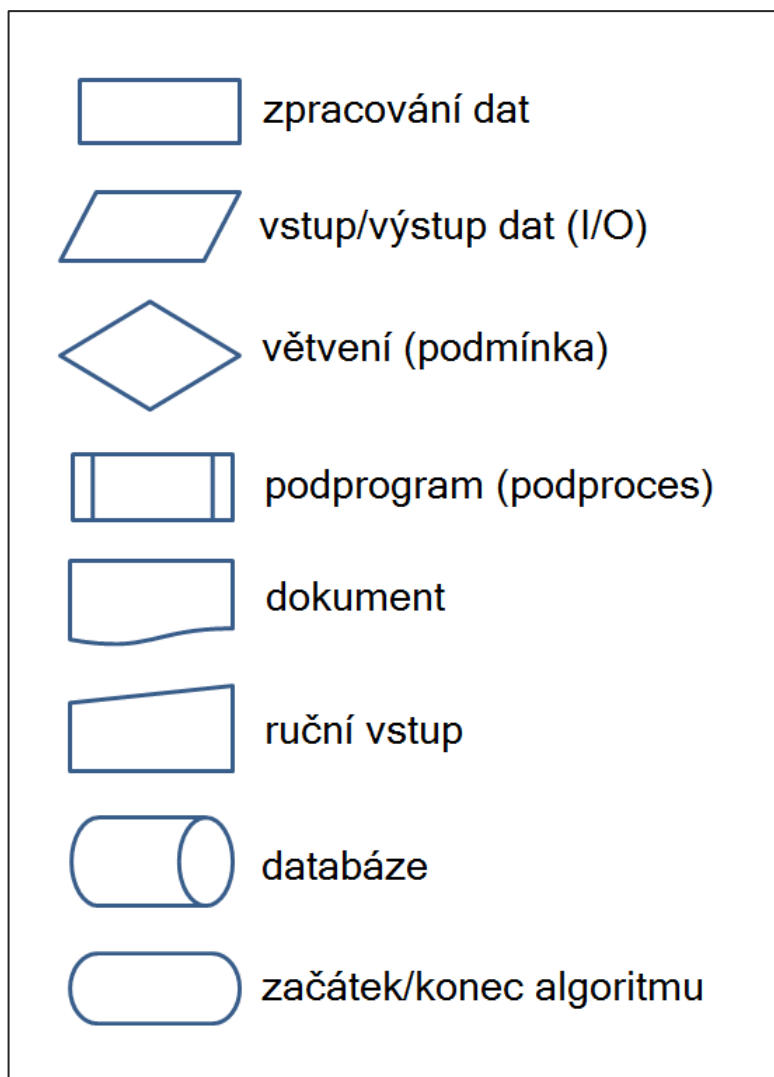 zpracování dat
vstup/výstup dat (I/O)
větvení (podmínka)
podprogram (podproces)
dokument
ruční vstup
databáze
začátek/konec algoritmu